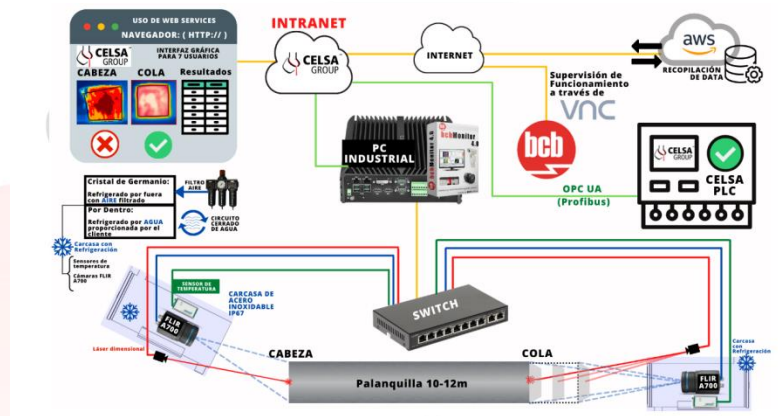 USO DE WEB SERVICES
NAVEGADOR: ( HTTP:// )
CELSA
GROUP
INTERFAZ GRÁFICA
PARA 7 USUARIOS
CABEZA
COLA
Resultados
INTRANET
CELSA
GROUP
INTERNET
aws
RECOPILACIÓN
DE DATA
Supervisión de
Funcionamiento
a través de
VNC
bcb
PC
INDUSTRIAL
bcbMonitor
4.0
OPC UA
(Profibus)
CELSA
GROUP
CELSA
PLC
Cristal de Germanio:
Refrigerado por fuera
con AIRE filtrado
Por Dentro:
Refrigerado por AGUA
proporcionada por el
cliente
FILTRO
AIRE
CIRCUITO
CERRADO
DE AGUA
Carcasa con
Refrigeración
Sensores de
temperatura
Cámaras FLIR
A700
SENSOR DE
TEMPERATURA
CARCASA DE
ACERO
INOXIDABLE
IP67
FLIR
A700
Láser dimensional
SWITCH
CABEZA
COLA
Palanquilla 10-12m
Carcasa
con
Refrigeración
FLIR
A700